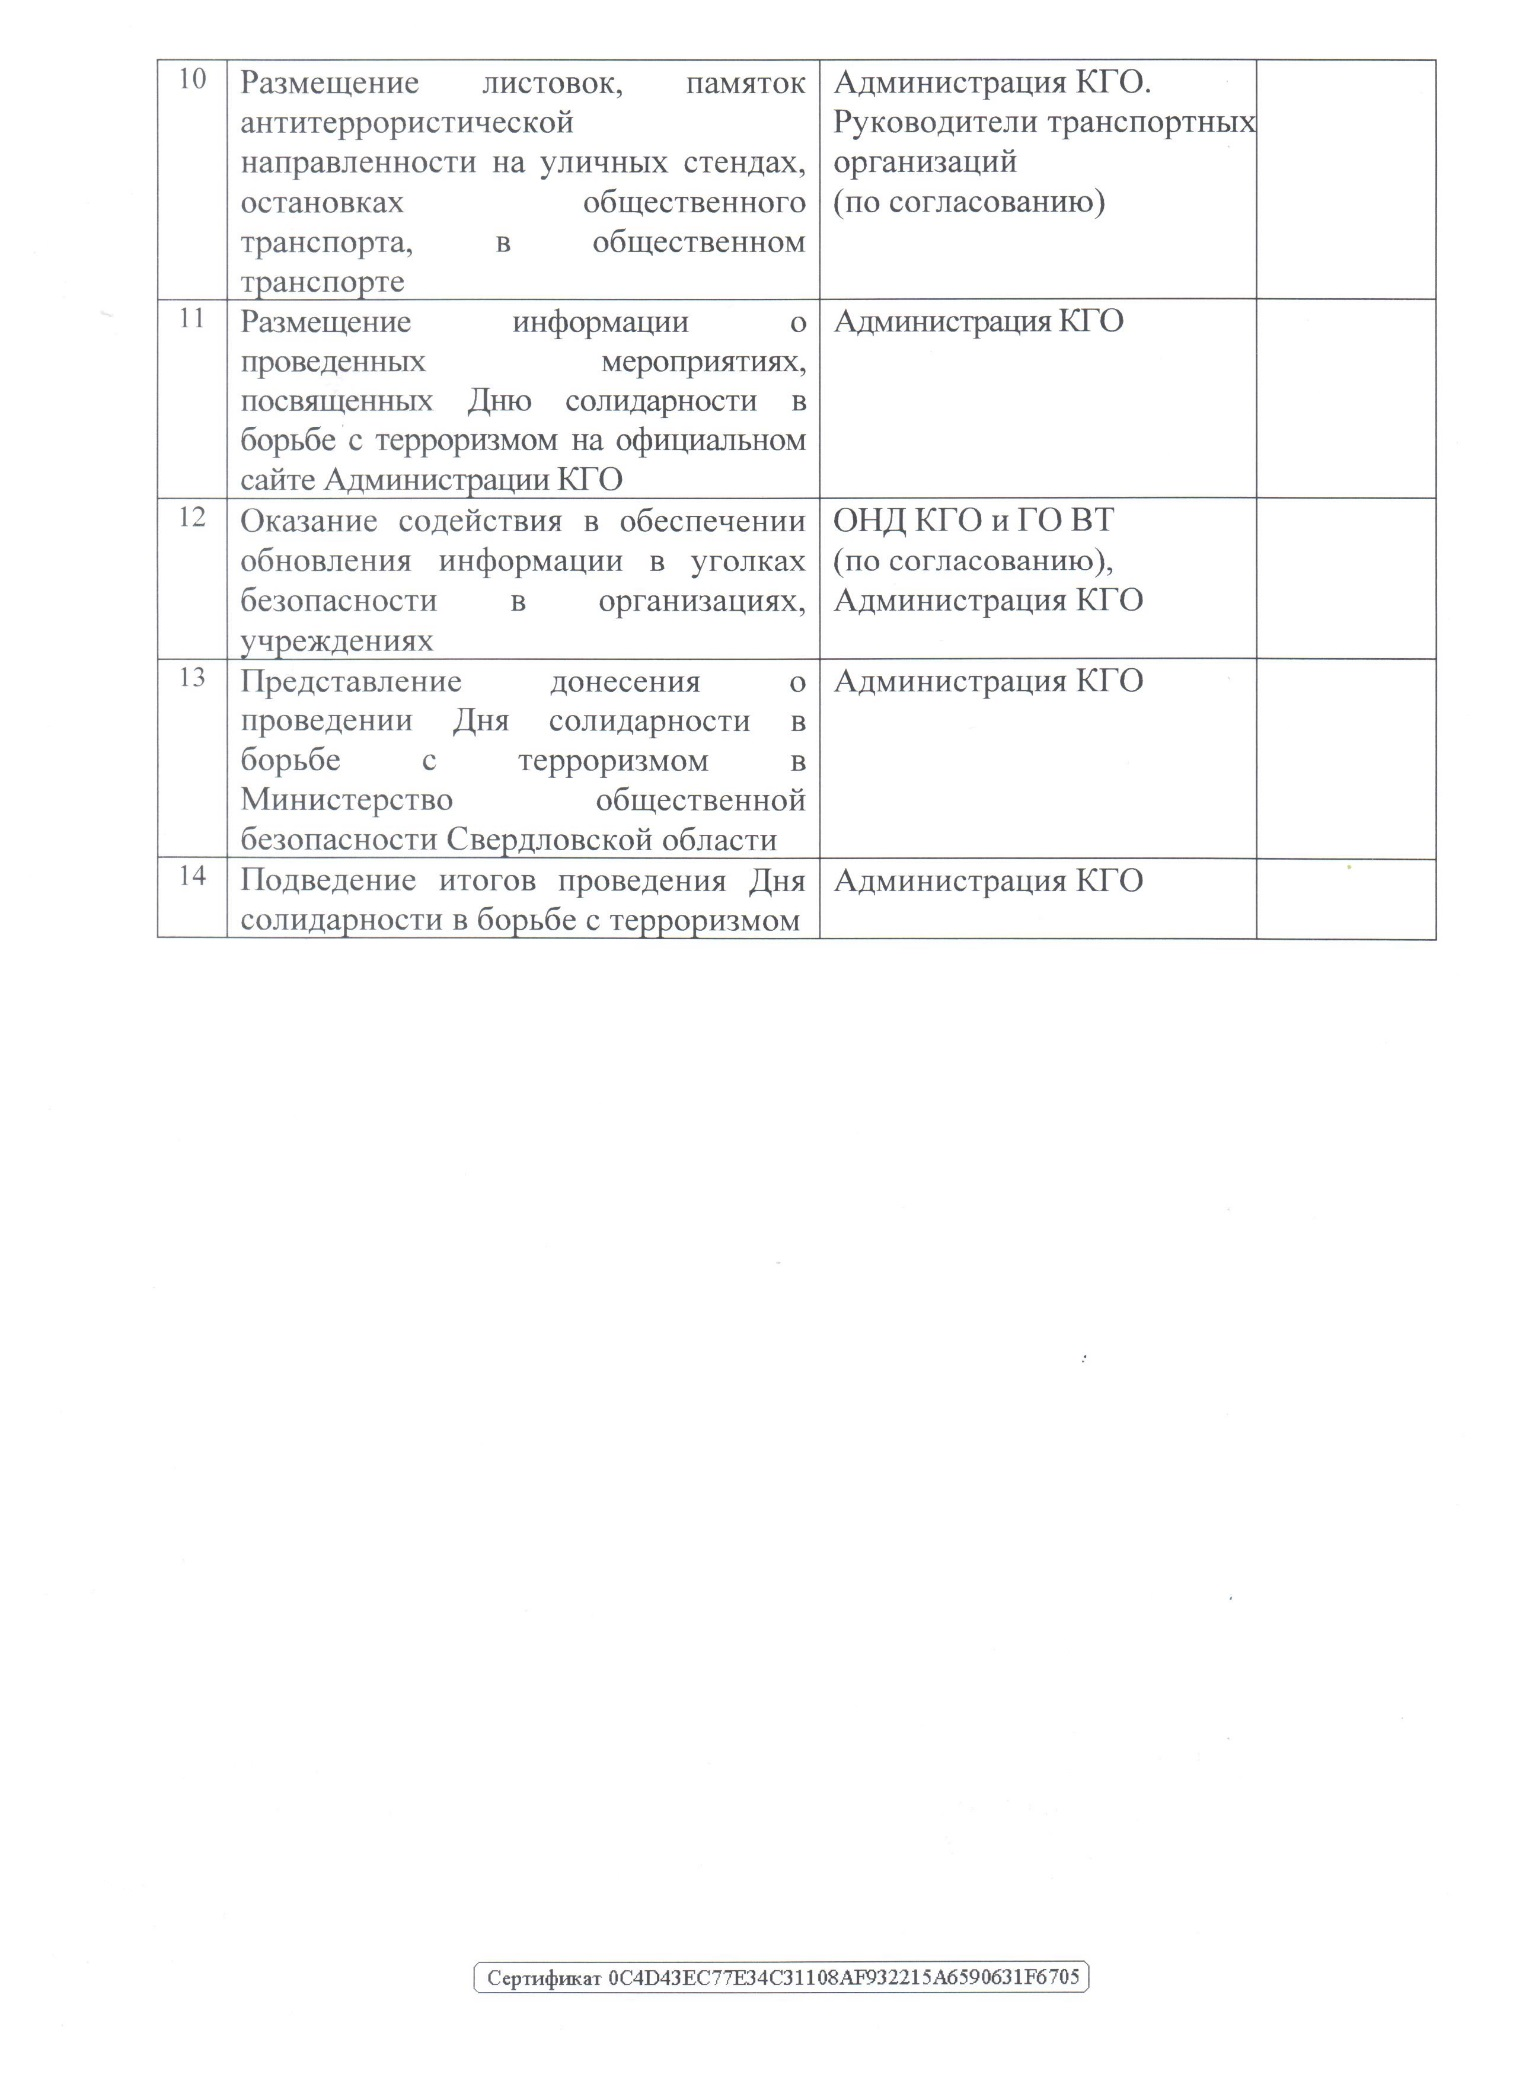 10
Размещение листовок, памяток
антитеррористической
направленности на уличных стендах,
остановках общественного
транспорта, в общественном
транспорте
Администрация КГО.
Руководители транспортных
организаций
(по согласованию)
11
Размещение информации о
проведенных мероприятиях,
посвященных Дню солидарности в
борьбе с терроризмом на официальном
сайте Администрации КГО
Администрация КГО
12
Оказание содействия в обеспечении
обновления информации в уголках
безопасности в организациях,
учреждениях
ОНД КГО и ГО ВТ
(по согласованию),
Администрация КГО
13
Представление донесения о
проведении Дня солидарности в
борьбе с терроризмом в
Министерство общественной
безопасности Свердловской области
Администрация КГО
14
Подведение итогов проведения Дня
солидарности в борьбе с терроризмом
Администрация КГО
Сертификат 0C4D43EC77E34C31108AF932215A6590631F6705